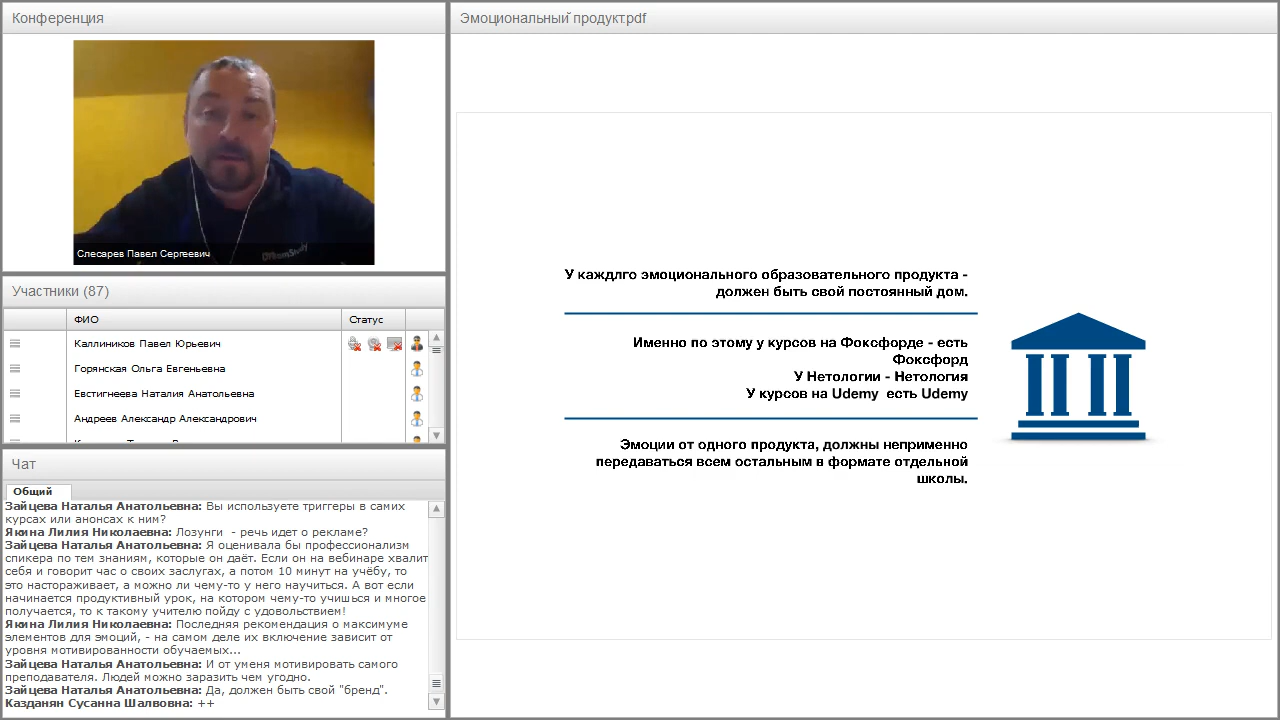 Конференция
Слесарев Павел Сергеевич
Участники (87)
ФИО
Статус
Каллиников Павел Юрьевич
Горянская Ольга Евгеньевна
Евстигнеева Наталия Анатольевна
Андреев Александр Александрович
Чат
Общий
Зайцева Наталья Анатольевна: Вы используете триггеры в самих
курсах или анонсах к ним?
Якина Лилия Николаевна: Лозунги - речь идет о рекламе?
Зайцева Наталья Анатольевна: Я оценивала бы профессионализм
спикера по тем знаниям, которые он даёт. Если он на вебинаре хвалит
себя и говорит час о своих заслугах, а потом 10 минут на учёбу, то
это настораживает, а можно ли чему-то у него научиться. А вот если
начинается продуктивный урок, на котором чему-то учишься и многое
получается, то к такому учителю пойду с удовольствием!
Якина Лилия Николаевна: Последняя рекомендация о максимуме
элементов для эмоций, - на самом деле их включение зависит от
уровня мотивированности обучаемых...
Зайцева Наталья Анатольевна: И от уменя мотивировать самого
преподавателя. Людей можно заразить чем угодно.
Зайцева Наталья Анатольевна: Да, должен быть свой "бренд".
Казданян Сусанна Шалвовна: ++
Эмоциональный продукт.pdf
У каждлго эмоционального образовательного продукта -
должен быть свой постоянный дом.
Именно по этому у курсов на Фоксфорде - есть
Фоксфорд
У Нетологии - Нетология
У курсов на Udemy есть Udemy
Эмоции от одного продукта, должны неприменно
передаваться всем остальным в формате отдельной
школы.